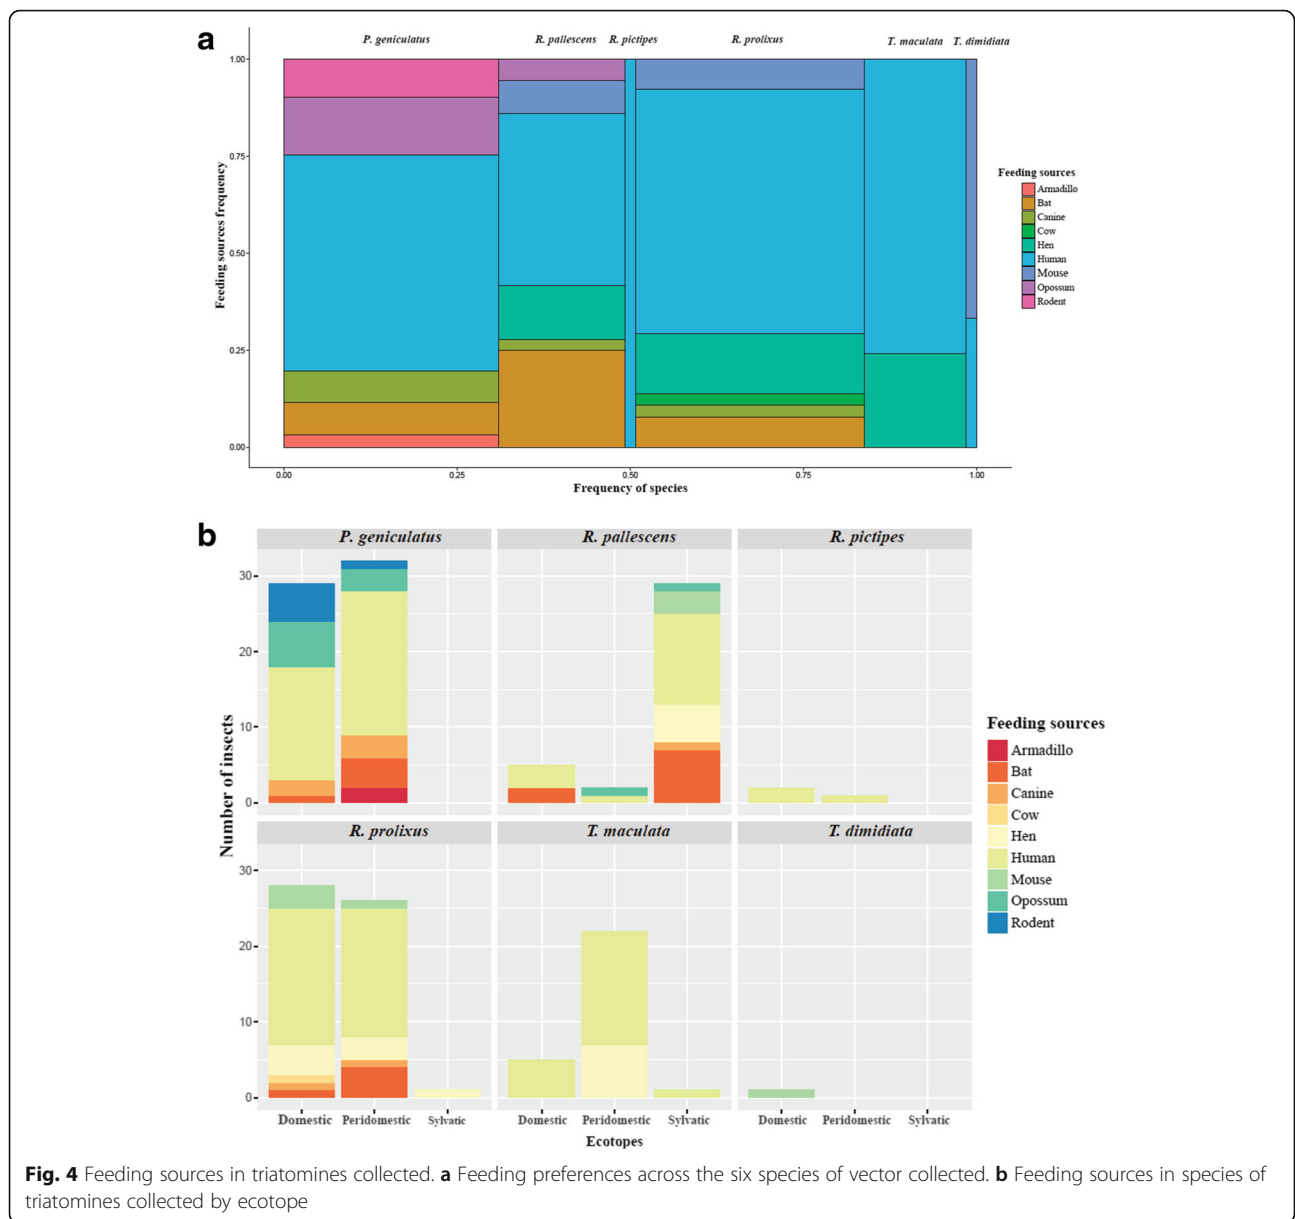 a
P. geniculatus R. pallescens R. pictipes R. prolixus T. maculata T. dimidiata
1.00
0.75
0.50
0.25
0.00
Feeding sources frequency
0.00 0.25 0.50 0.75 1.00
Frequency of species
Feeding sources
Armadillo
Bat
Canine
Cow
Hen
Human
Mouse
Opossum
Rodent
b
P. geniculatus R. pallescens R. pictipes
30
20
10
0
R. prolixus T. maculata T. dimidiata
30
20
10
0
Number of insects
Domestic Peridomestic Sylvatic Domestic Peridomestic Sylvatic Domestic Peridomestic Sylvatic
Ecotopes
Feeding sources
Armadillo
Bat
Canine
Cow
Hen
Human
Mouse
Opossum
Rodent
Fig. 4 Feeding sources in triatomines collected. a Feeding preferences across the six species of vector collected. b Feeding sources in species of
triatomines collected by ecotope